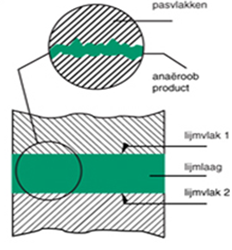 pasvlakken
anaëroob
product
lijmvlak 1
lijmlaag
lijmvlak 2